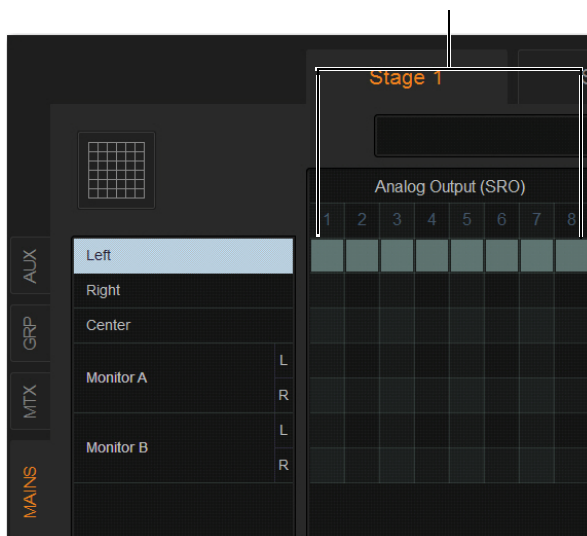 Stage 1
Analog Output (SRO)
1 2 3 4 5 6 7 8
AUX
GRP
MTX
MAINS
Left
Right
Center
Monitor A
L
R
Monitor B
L
R